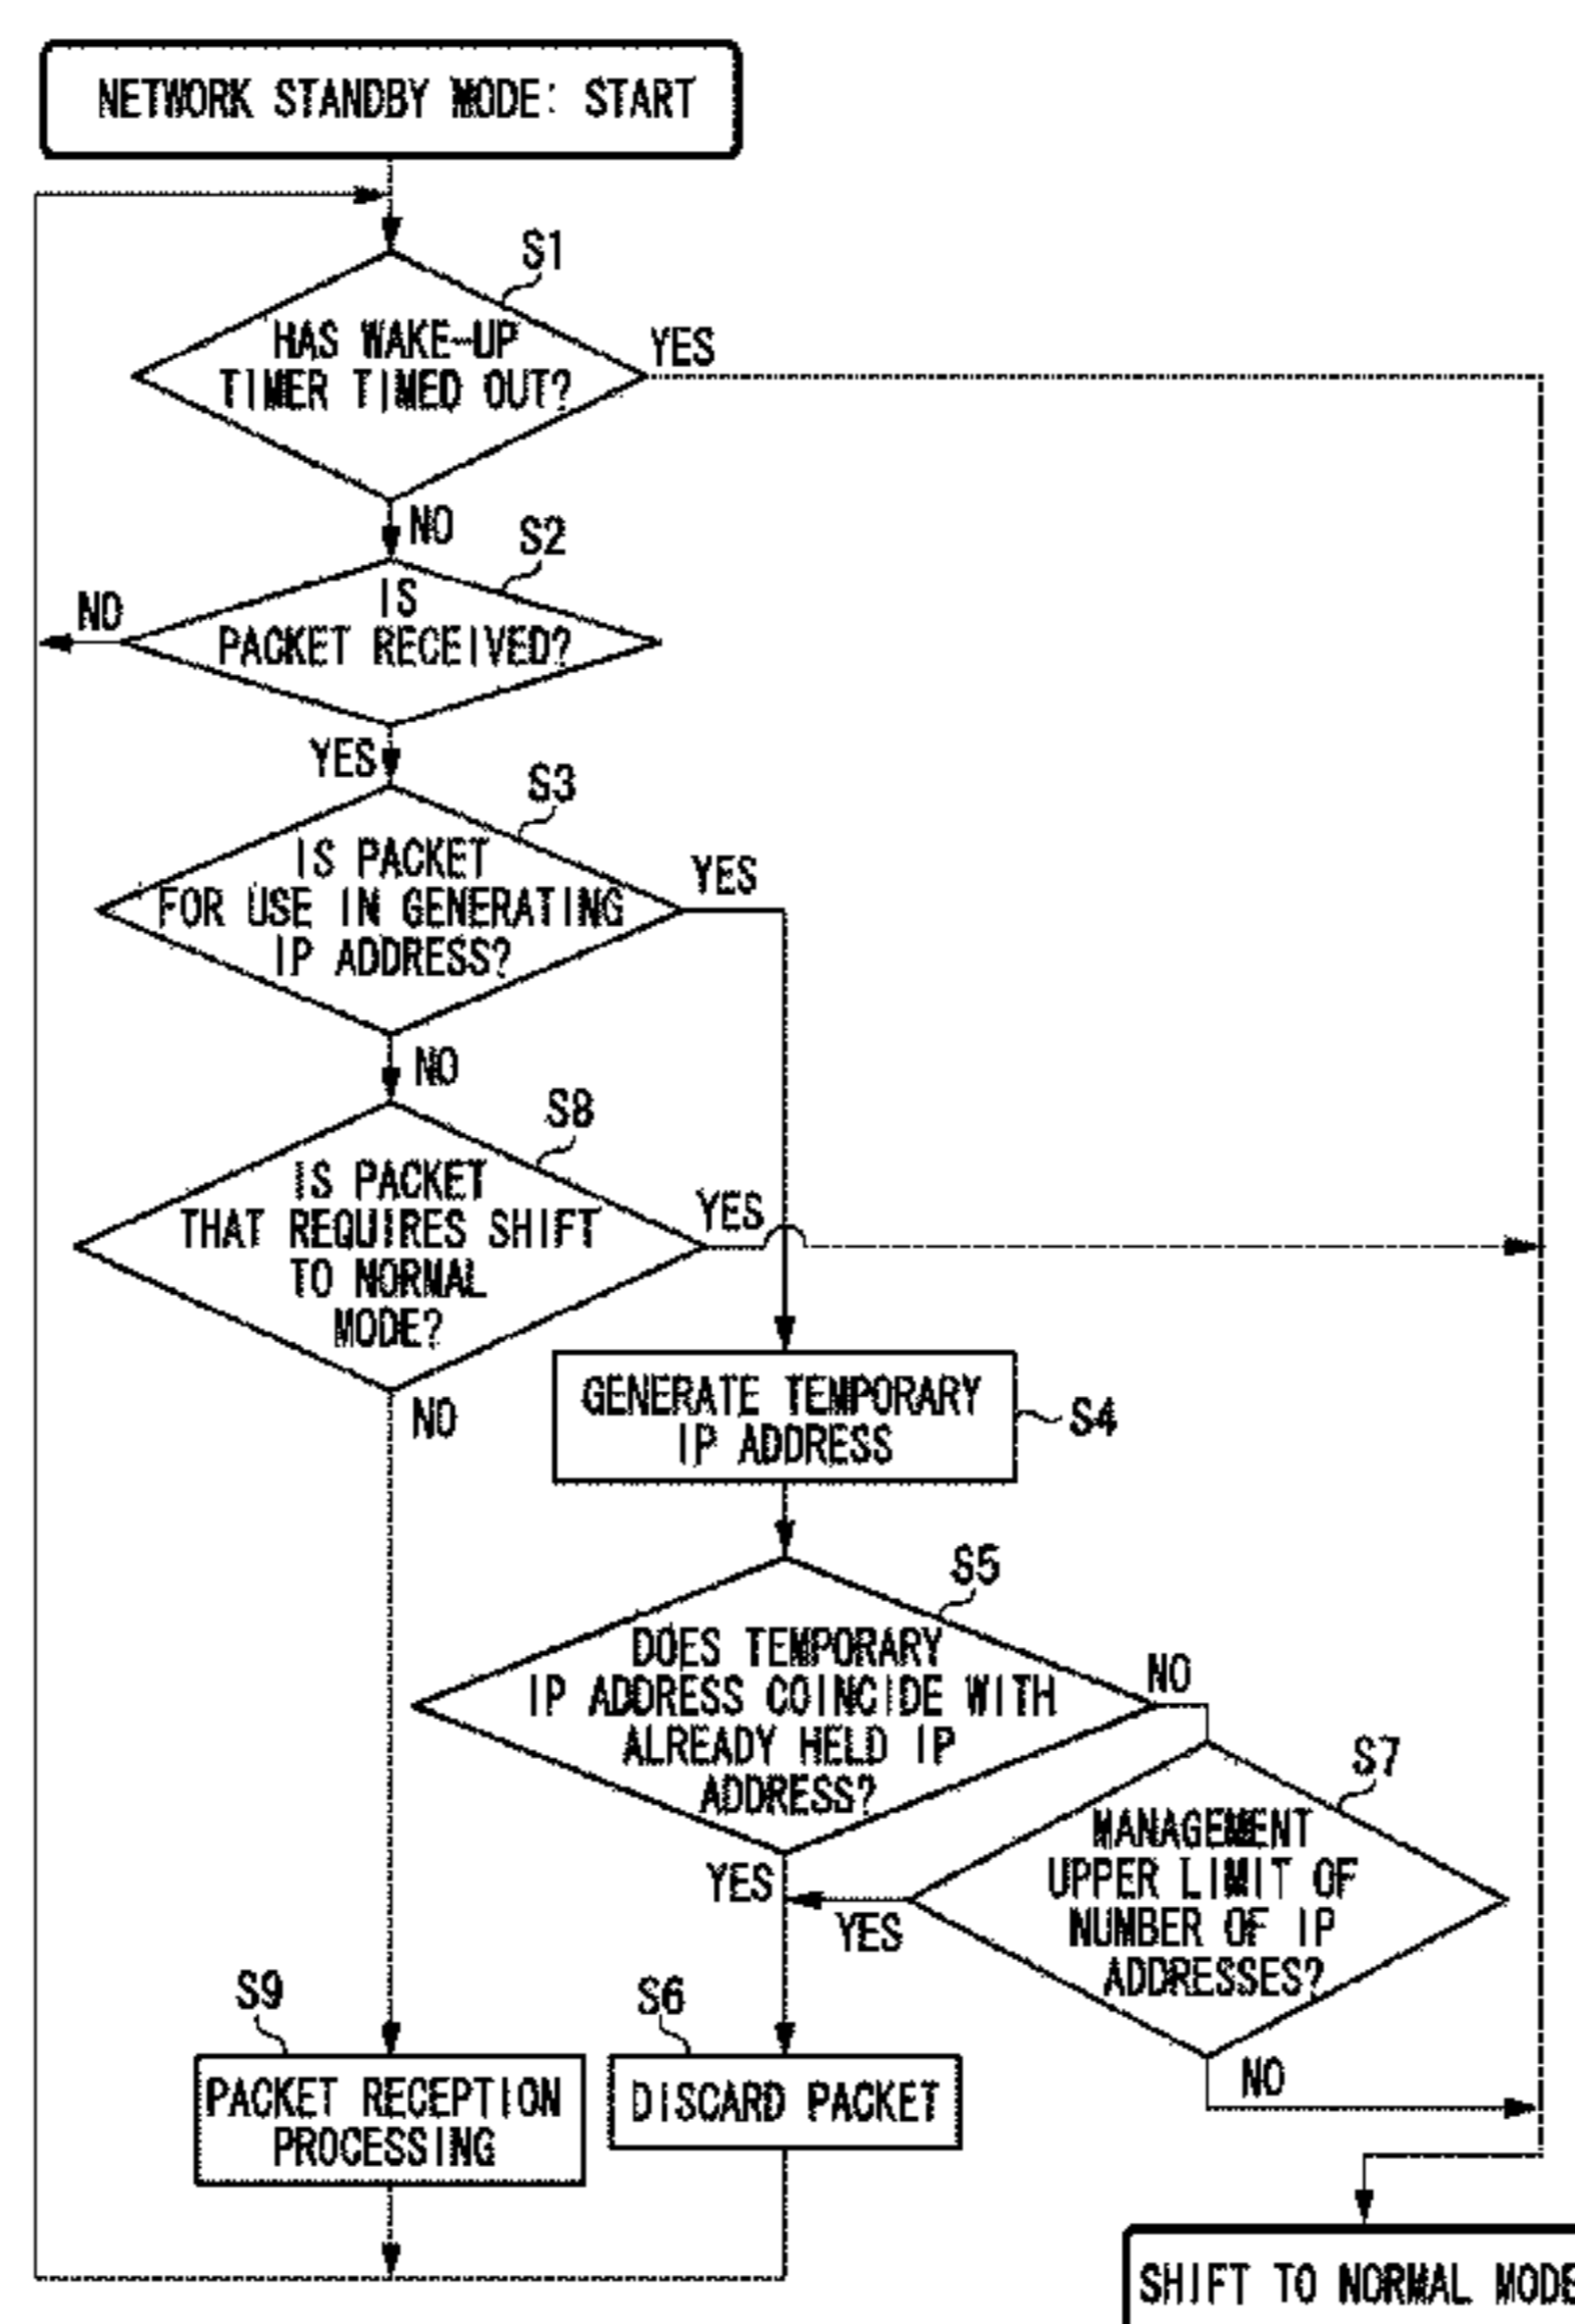 NETWORK STANDBY MODE: START
S1
HAS WAKE-UP
TIMER TIMED OUT?
YES
NO
S2
IS
PACKET RECEIVED?
NO
YES
S3
IS PACKET
FOR USE IN GENERATING
IP ADDRESS?
YES
NO
S8
IS PACKET
THAT REQUIRES SHIFT
TO NORMAL
MODE?
YES
NO
GENERATE TEMPORARY
IP ADDRESS
S4
S5
DOES TEMPORARY
IP ADDRESS COINCIDE WITH
ALREADY HELD IP
ADDRESS?
NO
YES
S7
MANAGEMENT
UPPER LIMIT OF
NUMBER OF IP
ADDRESSES?
YES
NO
S9
PACKET RECEPTION
PROCESSING
S6
DISCARD PACKET
SHIFT TO NORMAL MODE